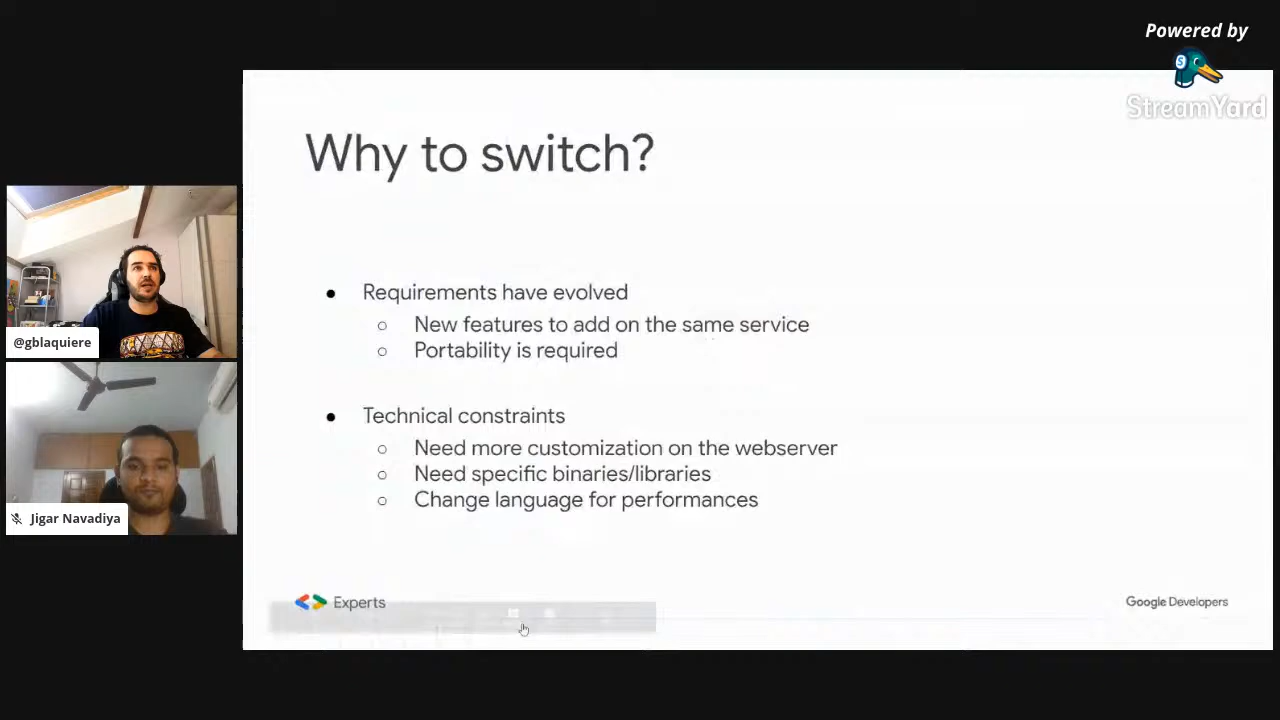 Powered by
StreamYard
Why to switch?
Requirements have evolved
New features to add on the same service
Portability is required
Technical constraints
Need more customization on the webserver
Need specific binaries/libraries
Change language for performances
@gblaquiere
Jigar Navadiya
Experts
Google Developers